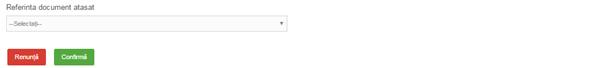 Referinta document atasat
--Selectați--
Renunță
Confirmă